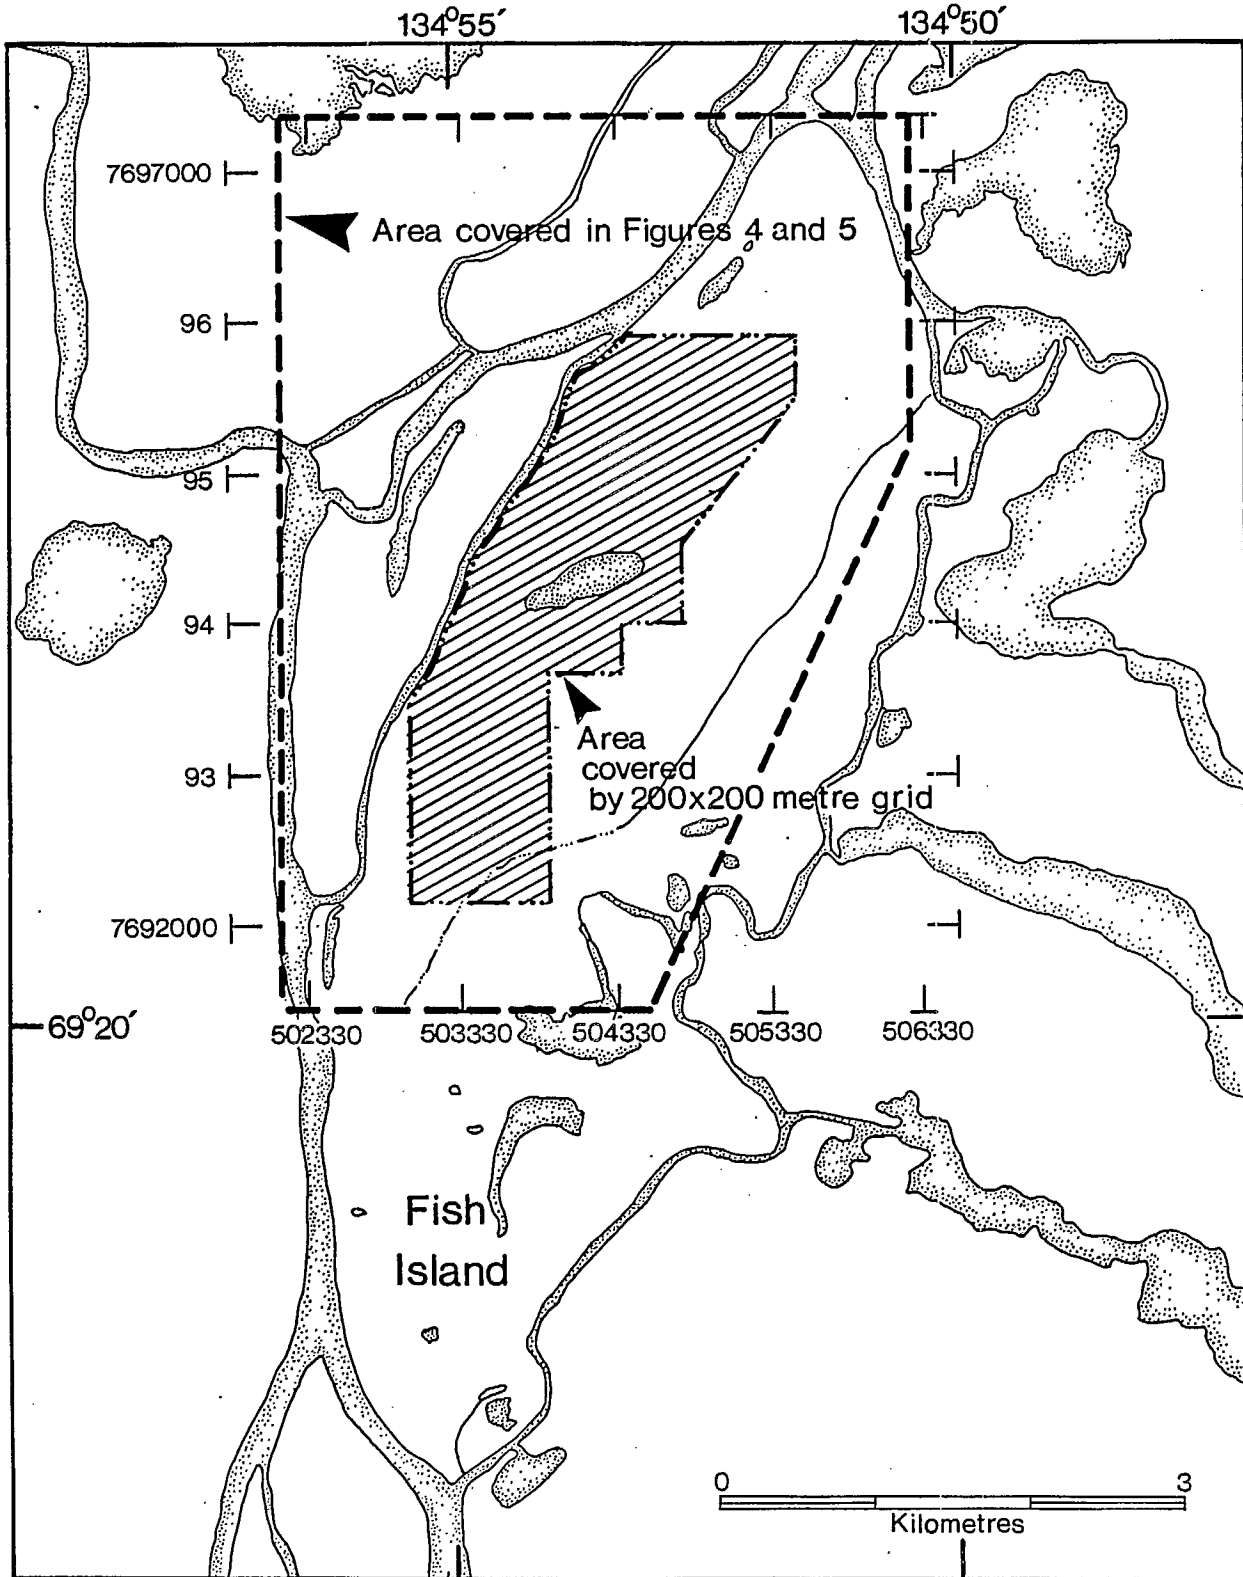 134°55′
134°50′
7697000
Area covered in Figures 4 and 5
96
95
94
Area
covered
by 200x200 metre grid
93
7692000
69°20′
502330
503330
504330
505330
506330
Fish
Island
0
3
Kilometres